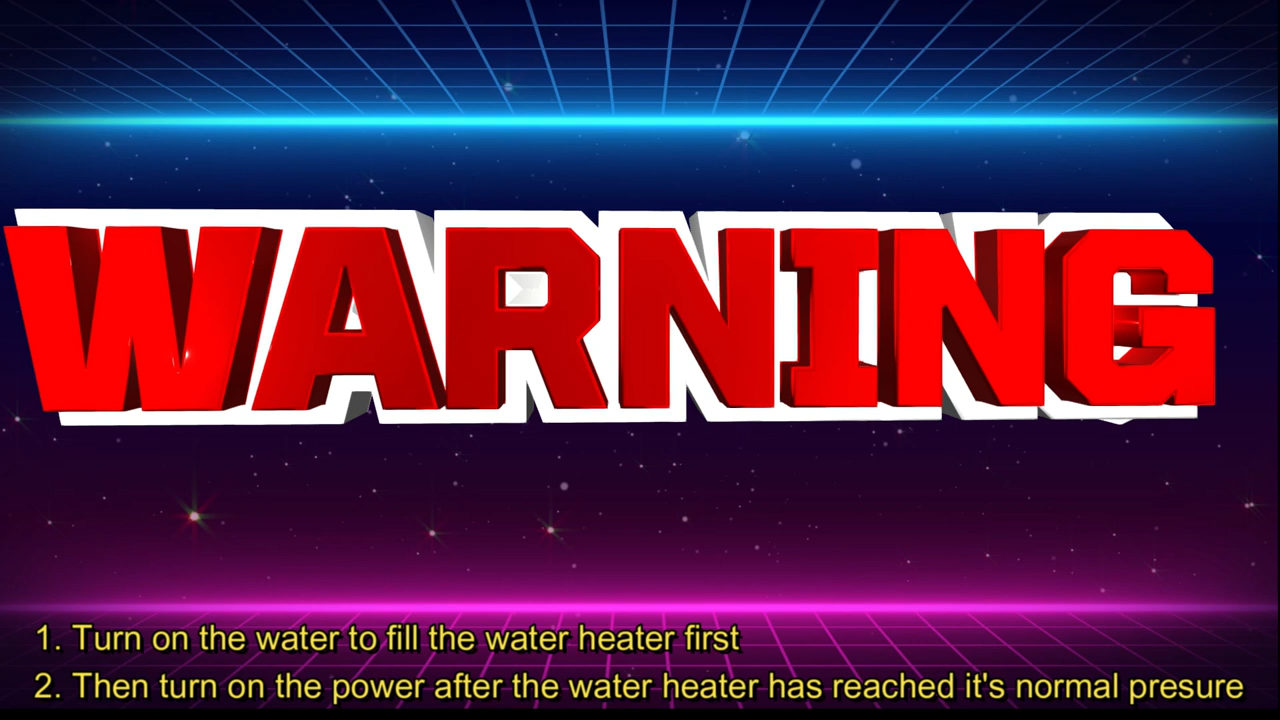 WARNING
1. Turn on the water to fill the water heater first
2. Then turn on the power after the water heater has reached it's normal presure